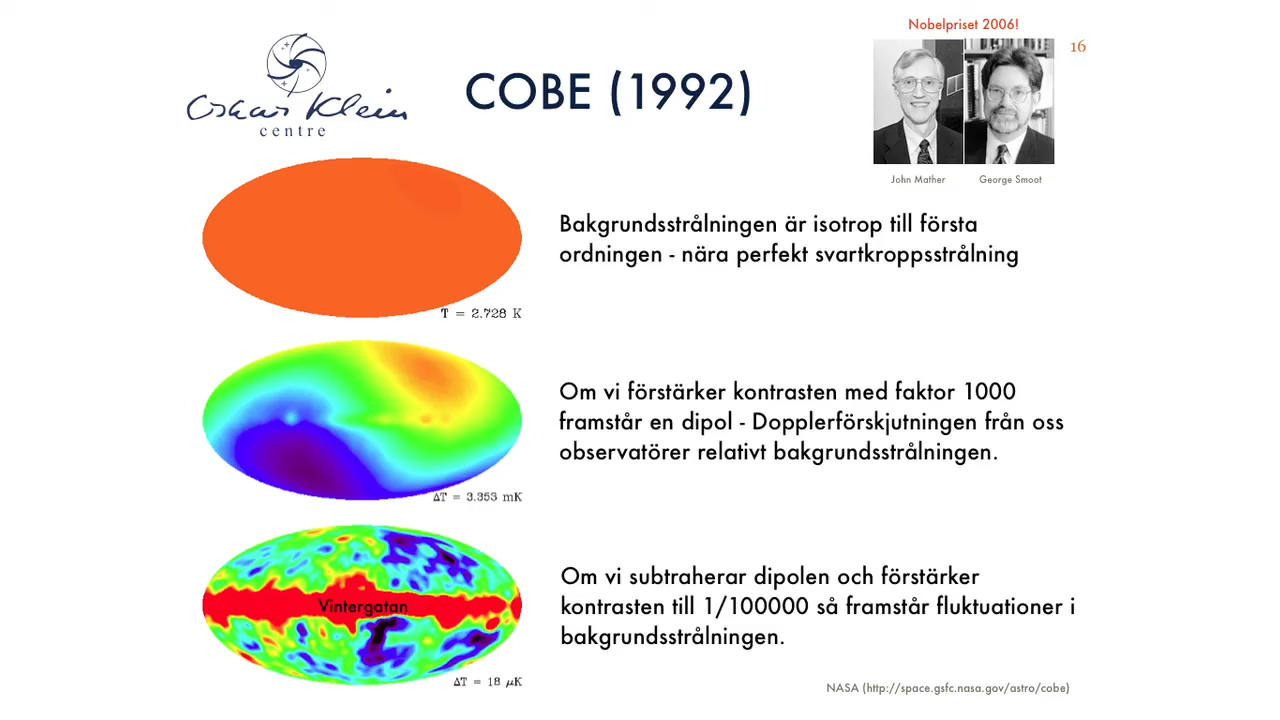 Nobelpriset 2006!
16
Oskar Klein
centre
COBE (1992)
John Mather
George Smoot
Bakgrundsstrålningen är isotrop till första
ordningen - nära perfekt svartkroppsstrålning
T = 2.728 K
Om vi förstärker kontrasten med faktor 1000
framstår en dipol - Dopplerförskjutningen från oss
observatörer relativt bakgrundsstrålningen.
ΔT = 3.353 mK
Om vi subtraherar dipolen och förstärker
kontrasten till 1/100000 så framstår fluktuationer i
bakgrundsstrålningen.
Vintergatan
ΔT = 18 µK
NASA (http://space.gsfc.nasa.gov/astro/cobe)